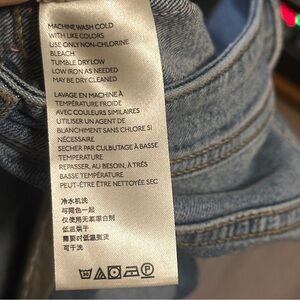 MACHINE WASH COLD
WITH LIKE COLORS
USE ONLY NON-CHLORINE
BLEACH
TUMBLE DRY LOW
LOW IRON AS NEEDED
MAY BE DRY CLEANED
LAVAGE EN MACHINE À
TEMPÉRATURE FROIDE
AVEC COULEURS SIMILAIRES
UTILISER UN AGENT DE
BLANCHIMENT SANS CHLORE SI
NÉCESSAIRE
SECHER PAR CULBUTAGE À BASSE
TEMPERATURE
REPASSER, AU BESOIN, À TRÈS
BASSE TEMPÉRATURE
PEUT-ÊTRE ÊTRE NETTOYÉE SEC
冷水机洗
与同色一起
仅使用无氯漂白剂
低温烘干
需要时低温熨烫
可干洗